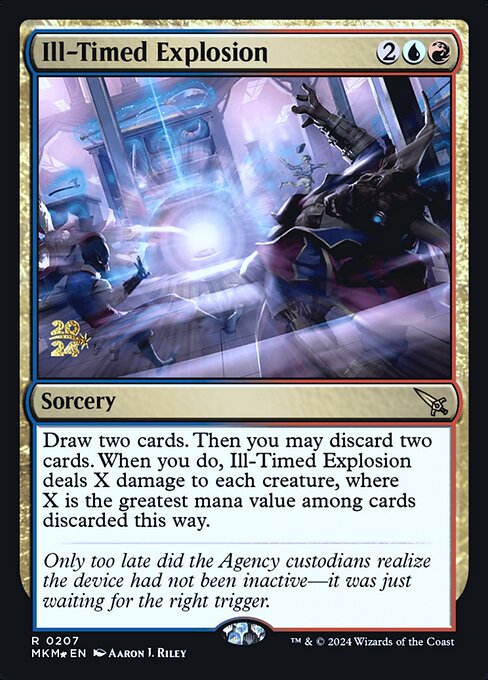 Ill-Timed Explosion 2
2024
Sorcery
Draw two cards. Then you may discard two
cards. When you do, Ill-Timed Explosion
deals X damage to each creature, where
X is the greatest mana value among cards
discarded this way.
Only too late did the Agency custodians realize
the device had not been inactive—it was just
waiting for the right trigger.
R 0207
MKM★EN Aaron J. Riley
™ & © 2024 Wizards of the Coast